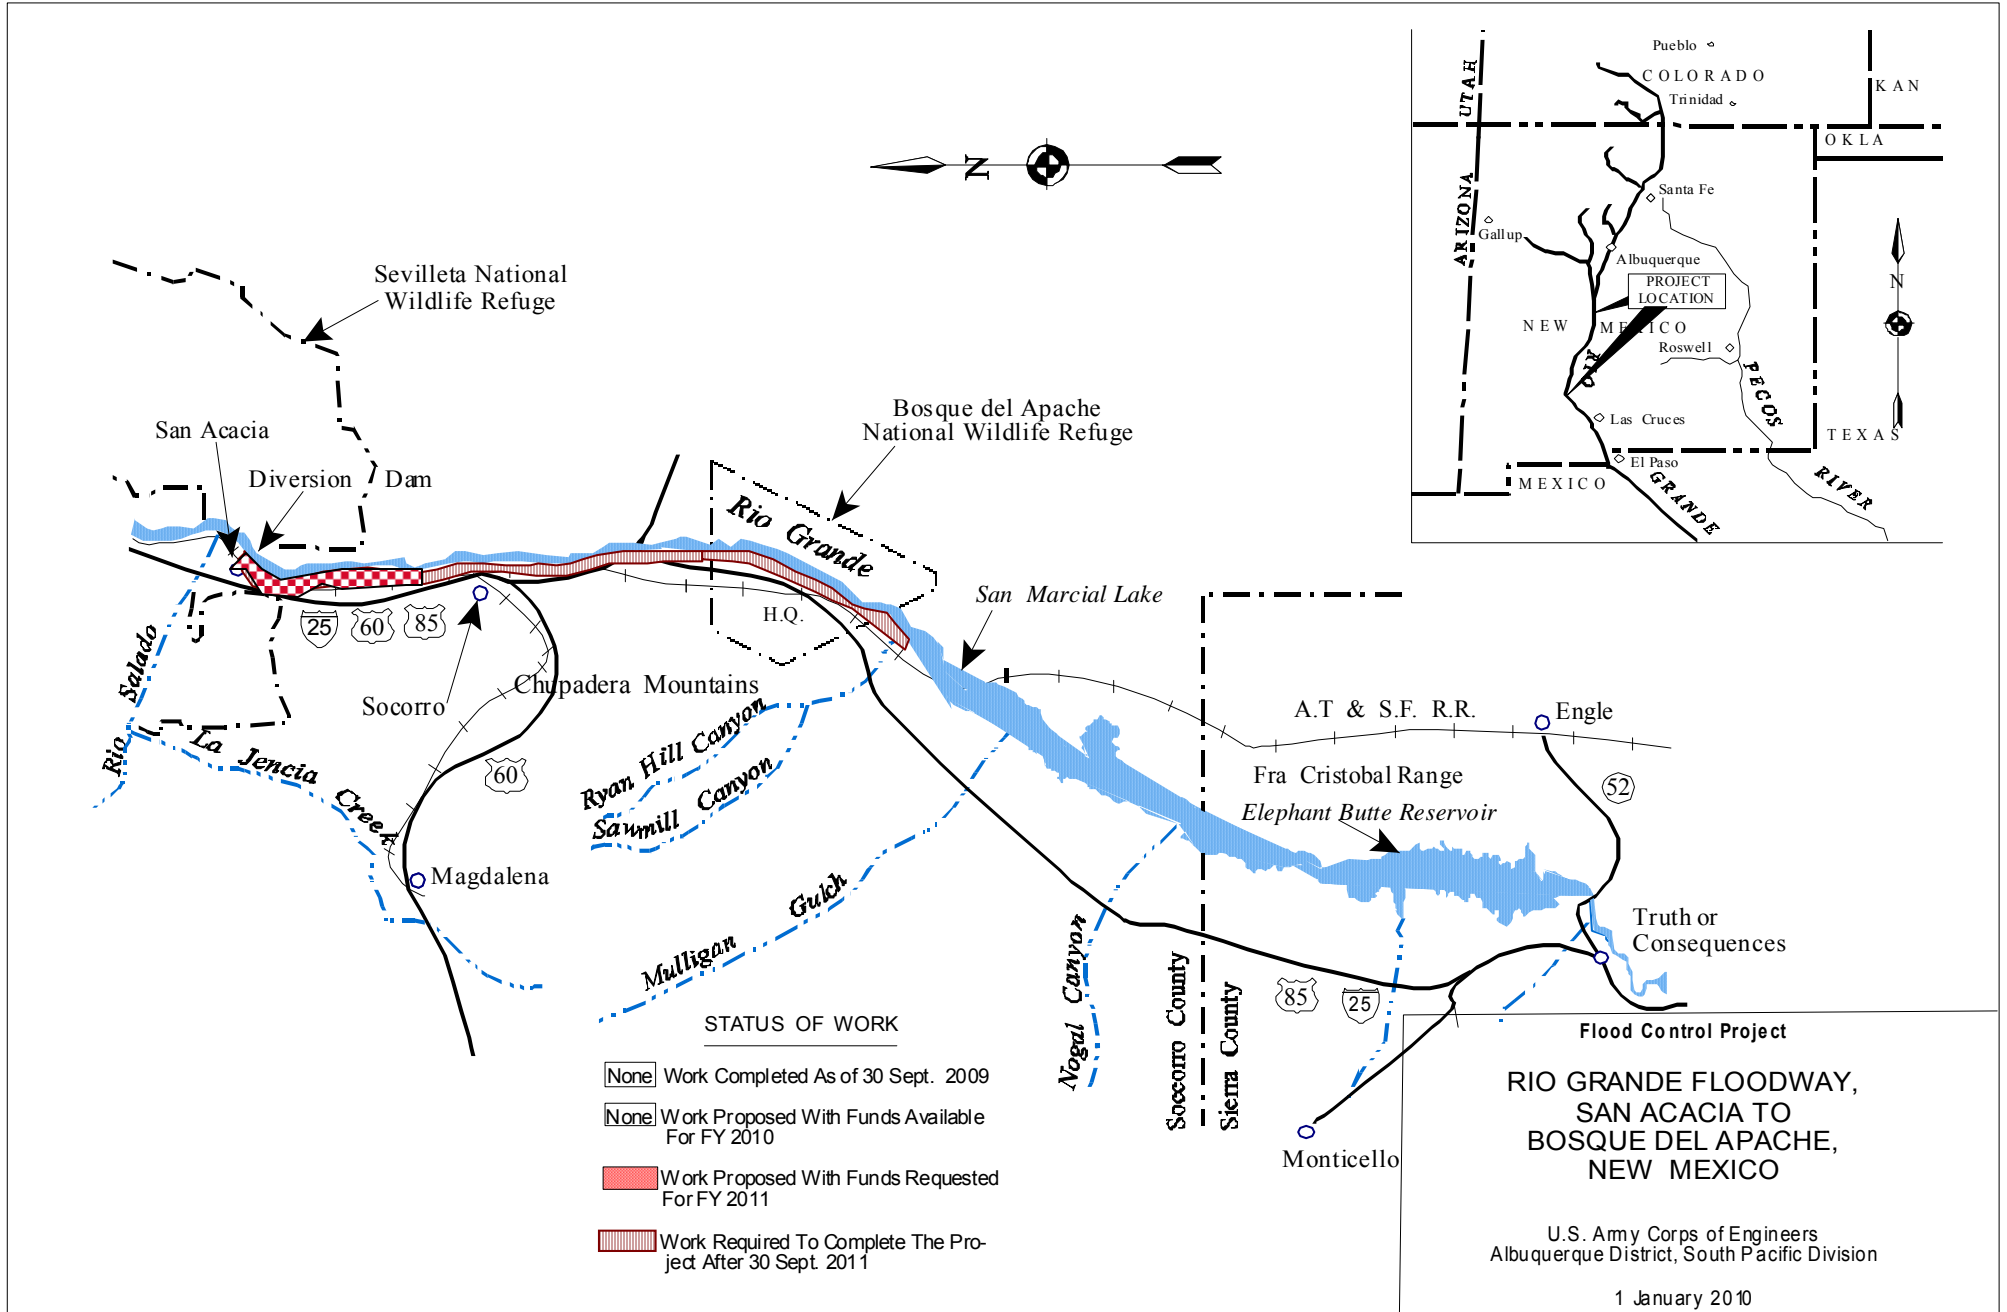 Pueblo
COLORADO
Trinidad
UTAH
KAN
OKLA
ARIZONA
Santa Fe
Gallup
Albuquerque
PROJECT
LOCATION
N
NEW MEXICO
RIO
Roswell
PECOS
Las Cruces
TEXAS
El Paso
MEXICO
GRANDE
RIVER
N
Sevilleta National
Wildlife Refuge
Bosque del Apache
National Wildlife Refuge
San Acacia
Diversion Dam
Rio Grande
San Marcial Lake
H.Q.
25
60
85
Rio Salado
Socorro
Chupadera Mountains
La Jencia Creek
60
Ryan Hill Canyon
Sawmill Canyon
A.T & S.F. R.R.
Engle
Fra Cristobal Range
52
Elephant Butte Reservoir
Magdalena
Mulligan Gulch
Nogal Canyon
Truth or
Consequences
Soccorro County
Sierra County
85
25
Monticello
STATUS OF WORK
None Work Completed As of 30 Sept. 2009
None Work Proposed With Funds Available
For FY 2010
Work Proposed With Funds Requested
For FY 2011
Work Required To Complete The Pro-
ject After 30 Sept. 2011
Flood Control Project
RIO GRANDE FLOODWAY,
SAN ACACIA TO
BOSQUE DEL APACHE,
NEW MEXICO
U.S. Army Corps of Engineers
Albuquerque District, South Pacific Division
1 January 2010